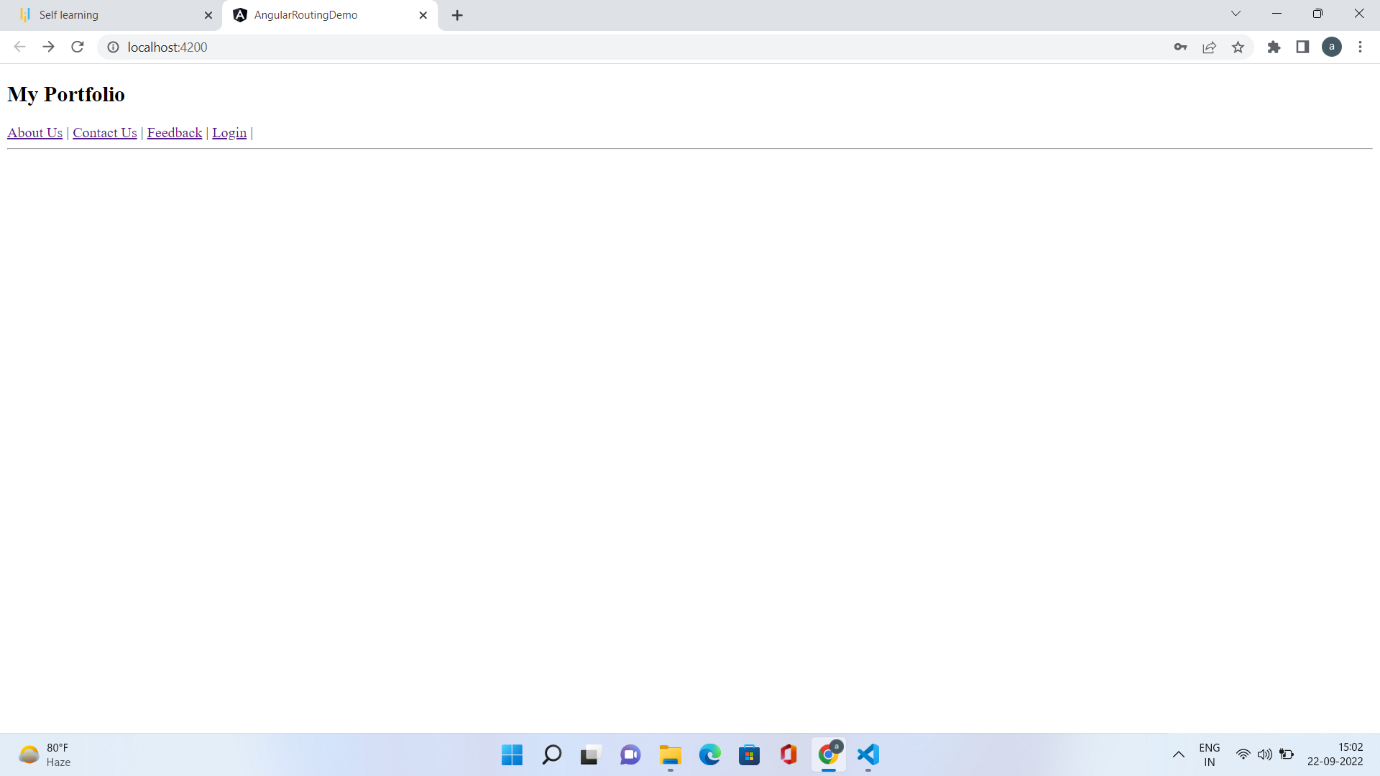 Self learning
AngularRoutingDemo
localhost:4200
a
My Portfolio
About Us | Contact Us | Feedback | Login |
80°F
Haze
a
ENG
IN
15:02
22-09-2022